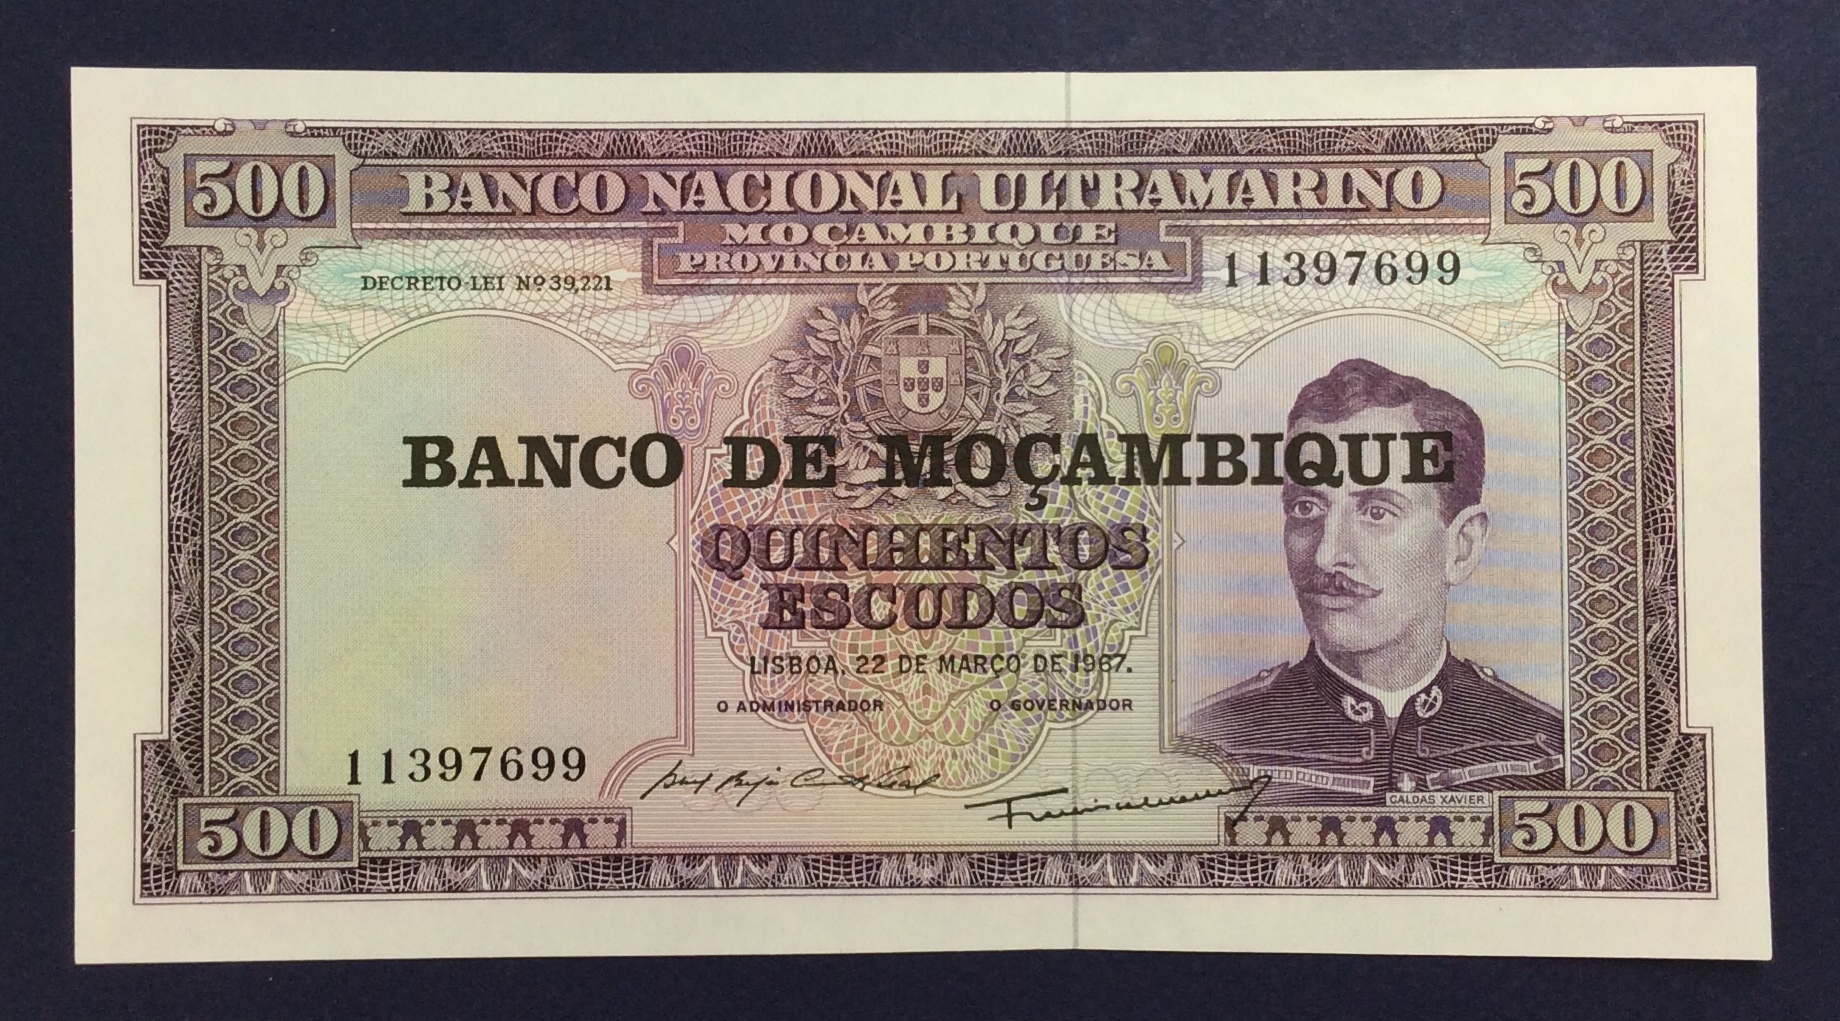 500 BANCO NACIONAL ULTRAMARINO 500
MOÇAMBIQUE
PROVINCIA PORTUGUESA
DECRETO-LEI Nº 39,221
11397699
BANCO DE MOÇAMBIQUE
QUINHENTOS
ESCUDOS
LISBOA, 22 DE MARÇO DE 1967.
O ADMINISTRADOR O GOVERNADOR
11397699
CALDAS XAVIER
500 500